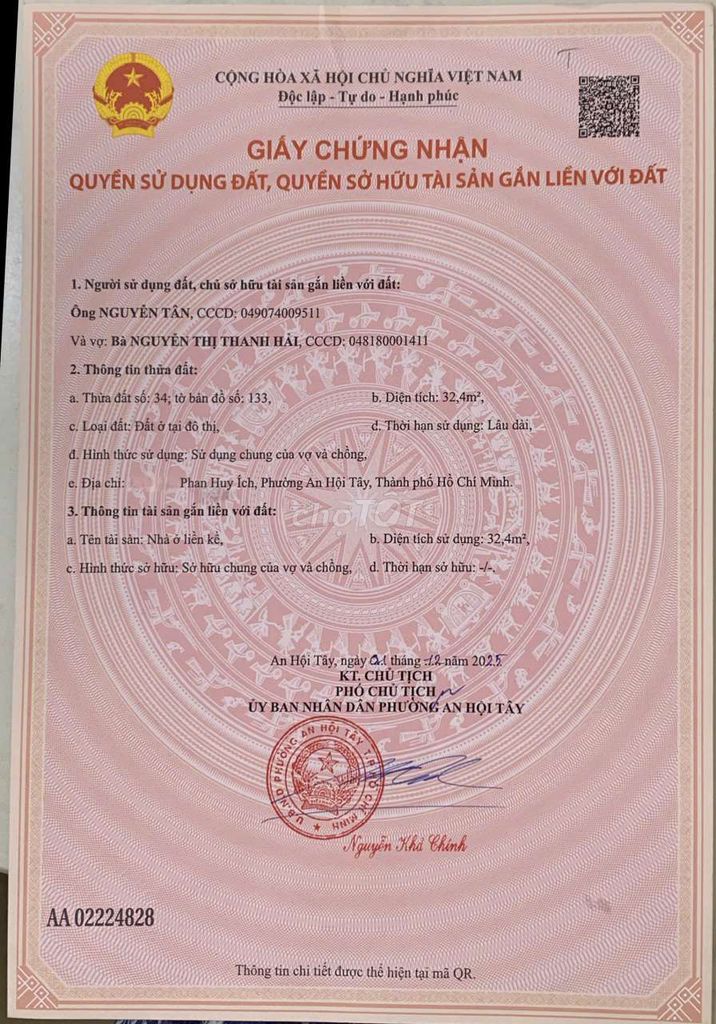 CỘNG HÒA XÃ HỘI CHỦ NGHĨA VIỆT NAM
Độc lập - Tự do - Hạnh phúc
T
GIẤY CHỨNG NHẬN
QUYỀN SỬ DỤNG ĐẤT, QUYỀN SỞ HỮU TÀI SẢN GẮN LIỀN VỚI ĐẤT
1. Người sử dụng đất, chủ sở hữu tài sản gắn liền với đất:
Ông NGUYỄN TÂN, CCCD: 049074009511
Và vợ: Bà NGUYỄN THỊ THANH HẢI, CCCD: 048180001411
2. Thông tin thửa đất:
a. Thửa đất số: 34; tờ bản đồ số: 133, b. Diện tích: 32,4m²,
c. Loại đất: Đất ở tại đô thị, d. Thời hạn sử dụng: Lâu dài,
đ. Hình thức sử dụng: Sử dụng chung của vợ và chồng,
e. Địa chỉ: Phan Huy Ích, Phường An Hội Tây, Thành phố Hồ Chí Minh.
3. Thông tin tài sản gắn liền với đất:
choTỐT
a. Tên tài sản: Nhà ở liền kề, b. Diện tích sử dụng: 32,4m²,
c. Hình thức sở hữu: Sở hữu chung của vợ và chồng, d. Thời hạn sở hữu: -/-.
An Hội Tây, ngày 01 tháng 12 năm 2025
KT. CHỦ TỊCH
PHÓ CHỦ TỊCH
ỦY BAN NHÂN DÂN PHƯỜNG AN HỘI TÂY
U.B.N.D PHƯỜNG AN HỘI TÂY T.P HỒ CHÍ MINH
Nguyễn Khả Chính
AA 02224828
Thông tin chi tiết được thể hiện tại mã QR.